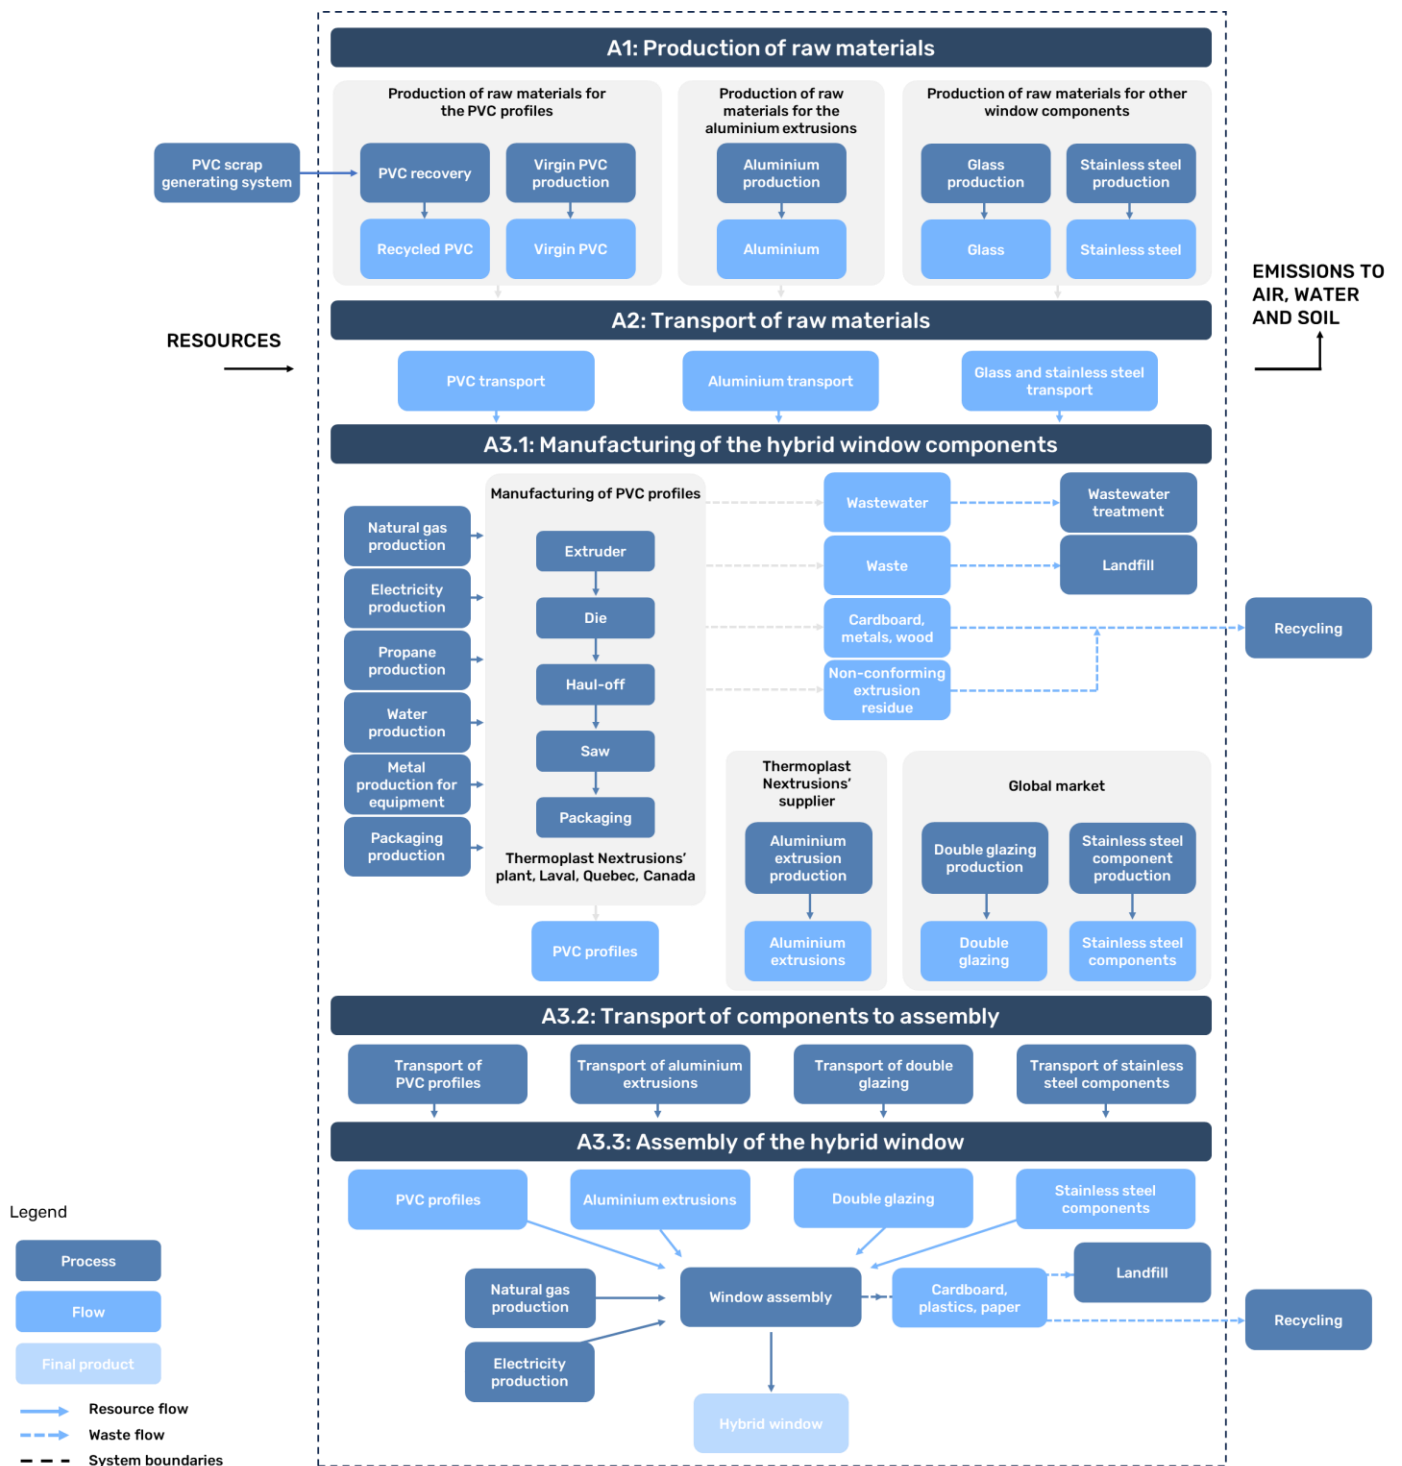 A1: Production of raw materials
Production of raw materials for
the PVC profiles
Production of raw
materials for the
aluminium extrusions
Production of raw materials for other
window components
PVC scrap
generating system
PVC recovery
Virgin PVC
production
Aluminium
production
Glass
production
Stainless steel
production
Recycled PVC
Virgin PVC
Aluminium
Glass
Stainless steel
RESOURCES
EMISSIONS TO
AIR, WATER
AND SOIL
A2: Transport of raw materials
PVC transport
Aluminium transport
Glass and stainless steel
transport
A3.1: Manufacturing of the hybrid window components
Natural gas
production
Electricity
production
Propane
production
Water
production
Metal
production for
equipment
Packaging
production
Manufacturing of PVC profiles
Extruder
Die
Haul-off
Saw
Packaging
Thermoplast Nextrusions’
plant, Laval, Quebec, Canada
PVC profiles
Wastewater
Wastewater
treatment
Waste
Landfill
Cardboard,
metals, wood
Recycling
Non-conforming
extrusion
residue
Thermoplast
Nextrusions’
supplier
Aluminium
extrusion
production
Aluminium
extrusions
Global market
Double glazing
production
Stainless steel
component
production
Double
glazing
Stainless steel
components
A3.2: Transport of components to assembly
Transport of
PVC profiles
Transport of aluminium
extrusions
Transport of double
glazing
Transport of stainless
steel components
A3.3: Assembly of the hybrid window
PVC profiles
Aluminium extrusions
Double glazing
Stainless steel
components
Natural gas
production
Electricity
production
Window assembly
Cardboard,
plastics, paper
Landfill
Recycling
Hybrid window
Legend
Process
Flow
Final product
Resource flow
Waste flow
System boundaries